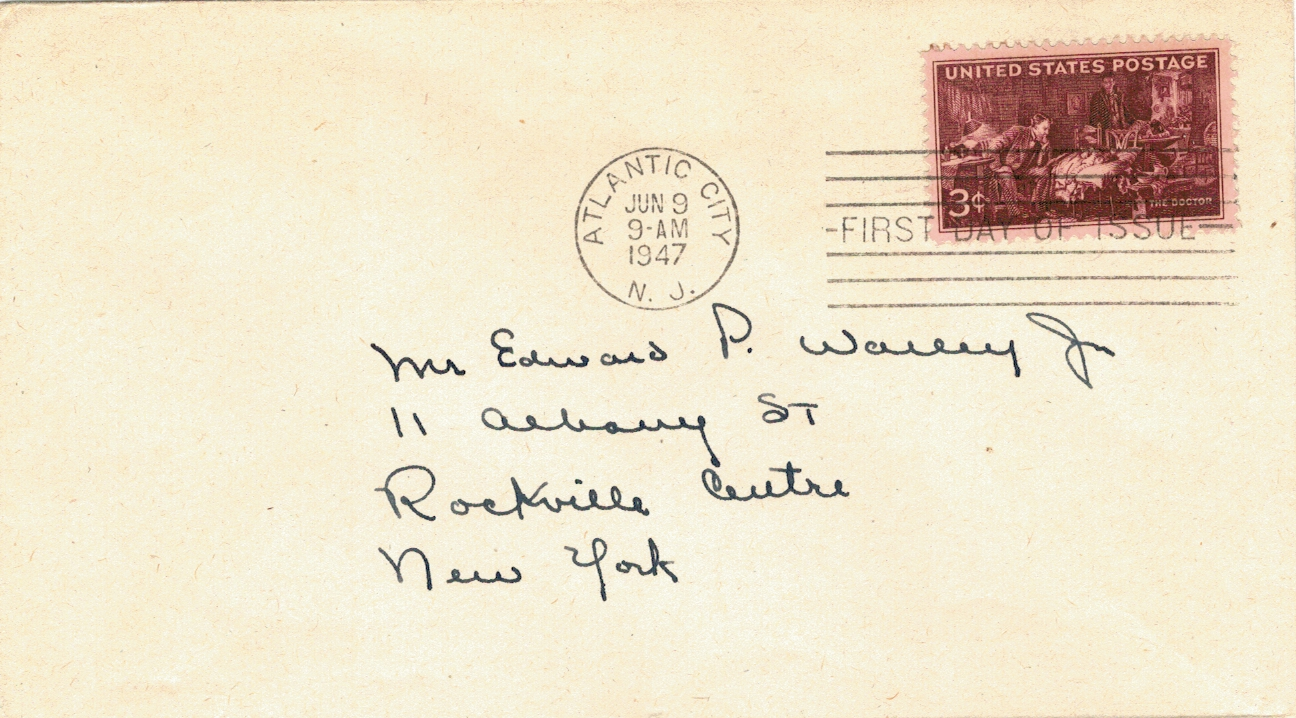 UNITED STATES POSTAGE
3¢
THE DOCTOR
ATLANTIC CITY
JUN 9
9-AM
1947
N. J.
-FIRST DAY OF ISSUE-
Mr Edward P. Jr
11 Albany ST
Rockville Centre
New York